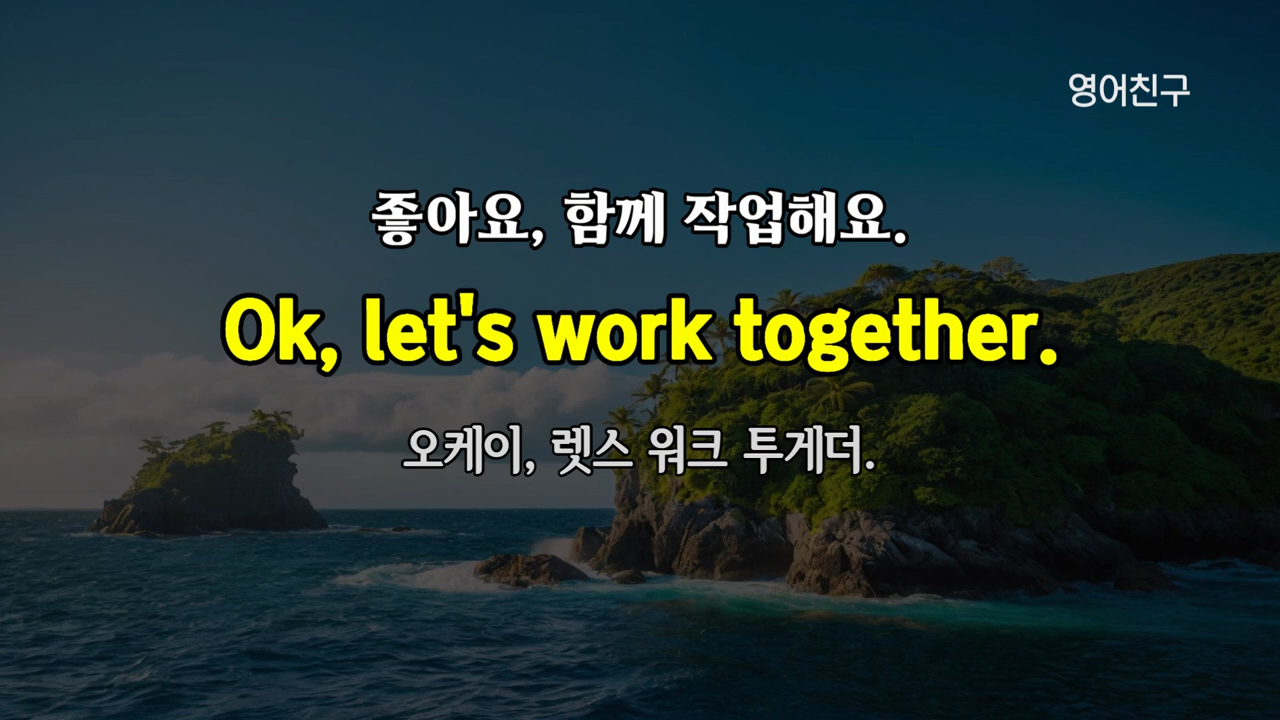 영어친구
좋아요, 함께 작업해요.
Ok, let's work together.
오케이, 렛스 워크 투게더.